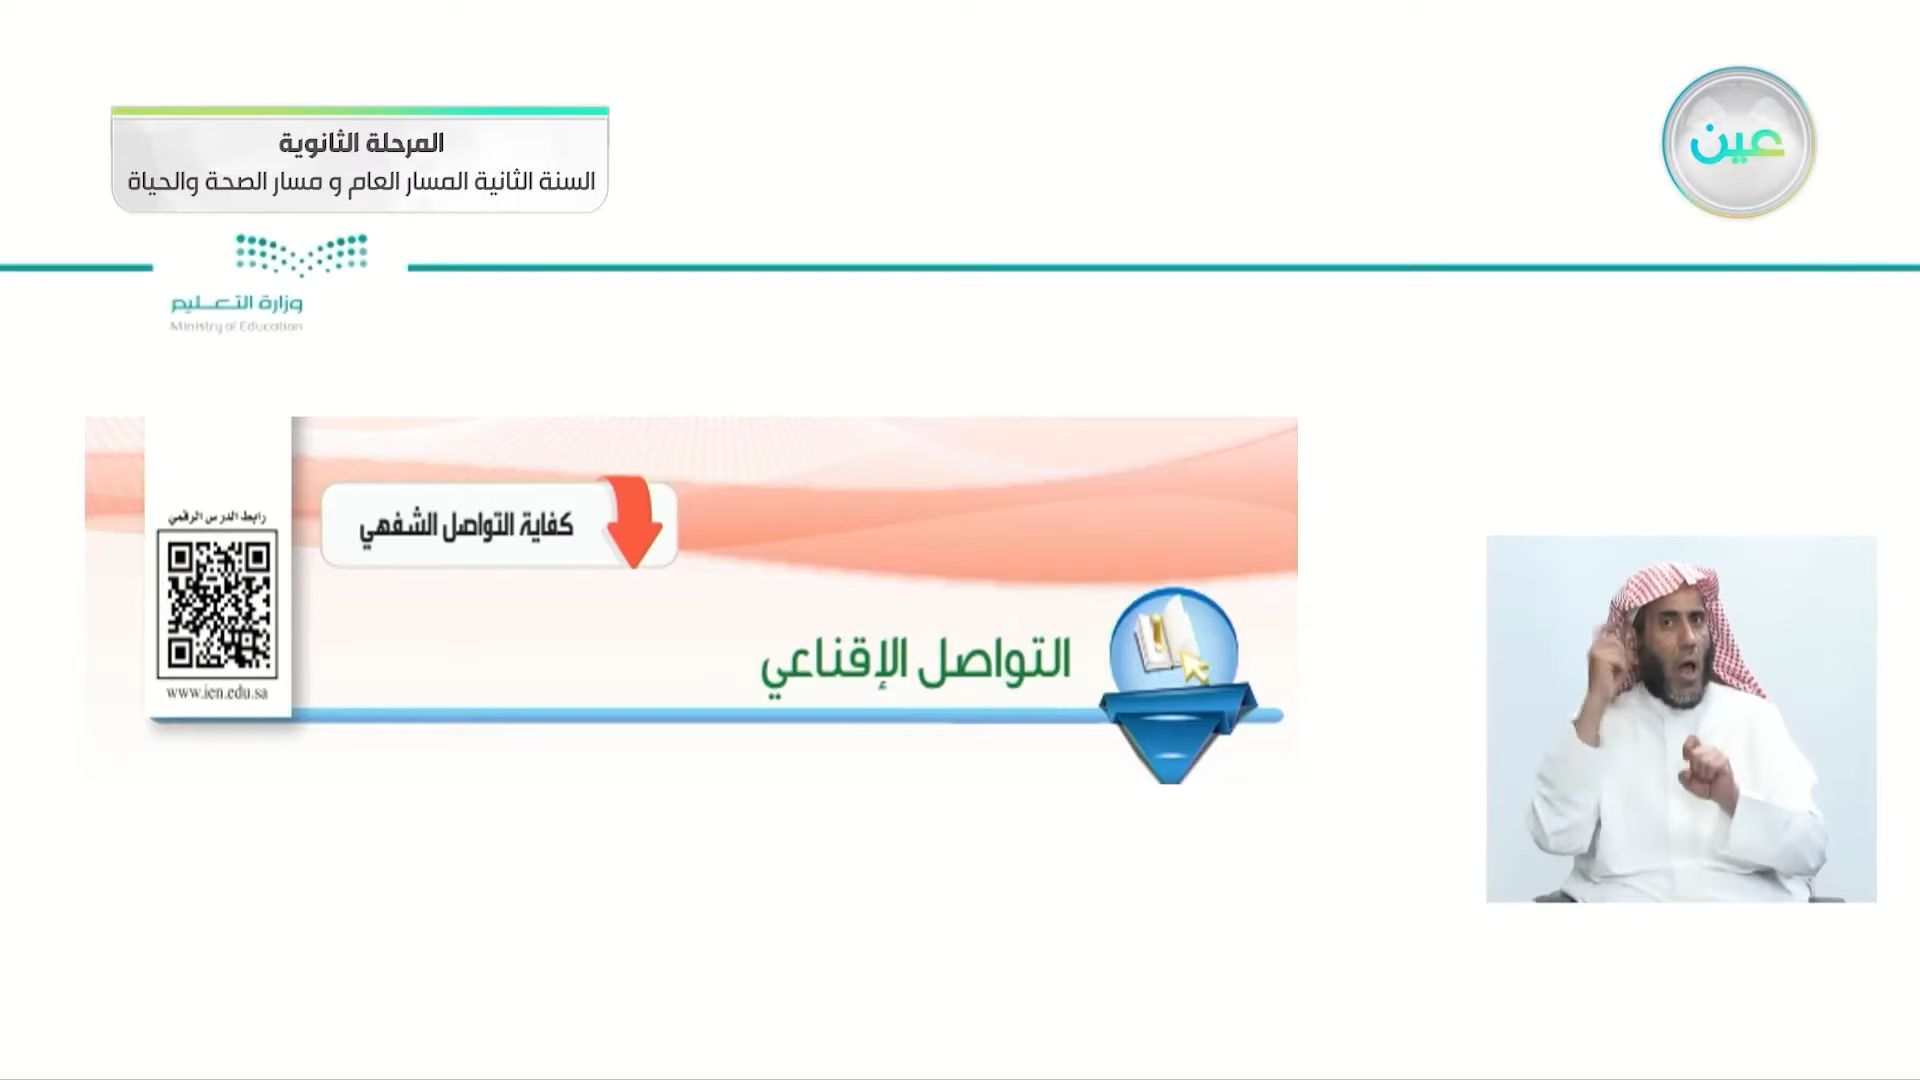 المرحلة الثانوية
السنة الثانية المسار العام و مسار الصحة والحياة
عين
وزارة التعليم
Ministry of Education
كفاية التواصل الشفهي
رابط الدرس الرقمي
www.ien.edu.sa
التواصل الإقناعي